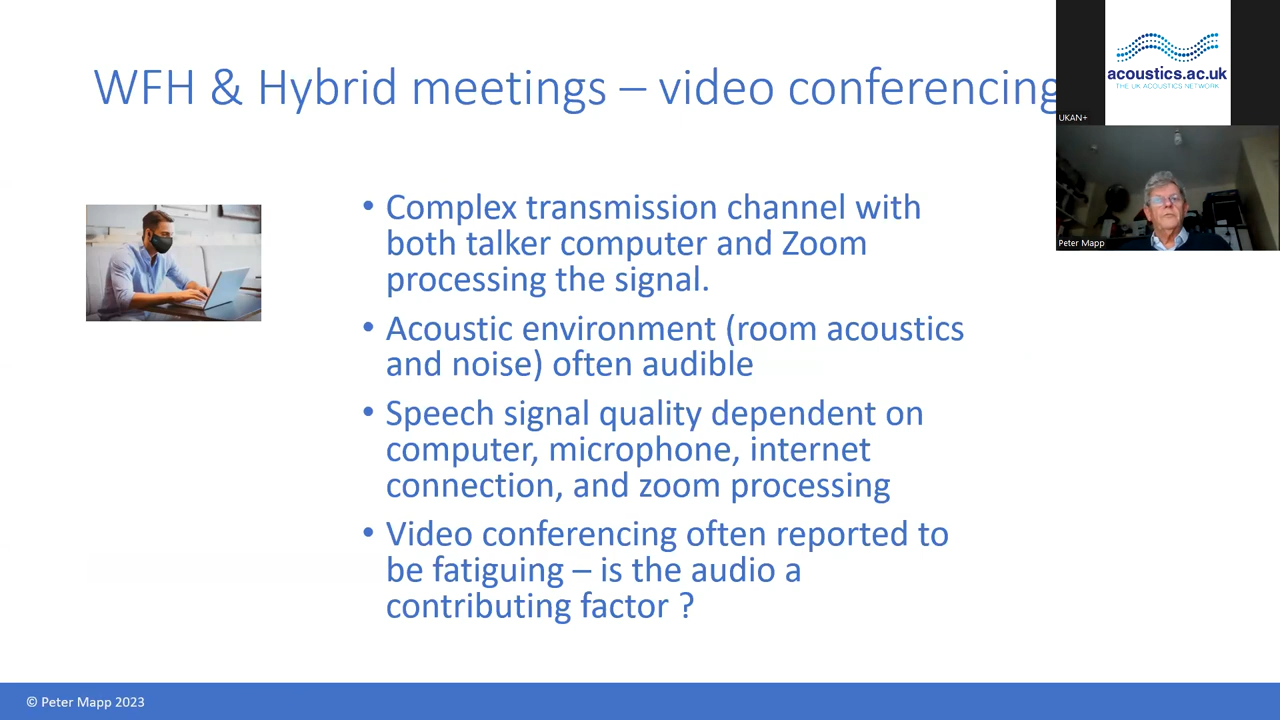 WFH & Hybrid meetings – video conferencing
acoustics.ac.uk
THE UK ACOUSTICS NETWORK
UKAN+
Peter Mapp
• Complex transmission channel with
both talker computer and Zoom
processing the signal.
• Acoustic environment (room acoustics
and noise) often audible
• Speech signal quality dependent on
computer, microphone, internet
connection, and zoom processing
• Video conferencing often reported to
be fatiguing – is the audio a
contributing factor ?
© Peter Mapp 2023